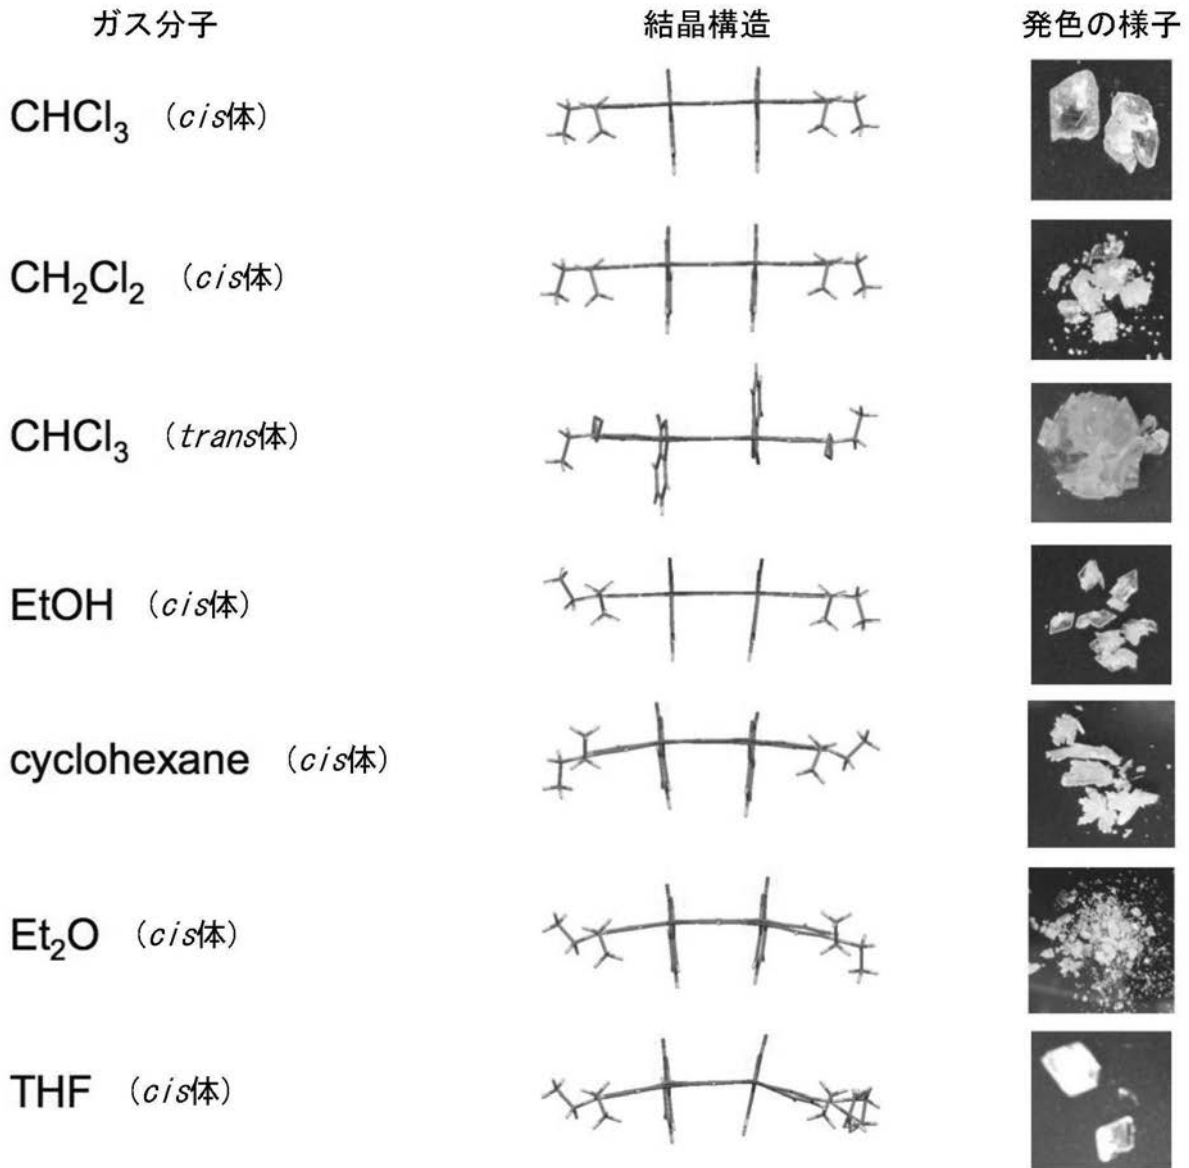 ガス分子 結晶構造 発色の様子
CHCl₃ (cis体)
CH₂Cl₂ (cis体)
CHCl₃ (trans体)
EtOH (cis体)
cyclohexane (cis体)
Et₂O (cis体)
THF (cis体)